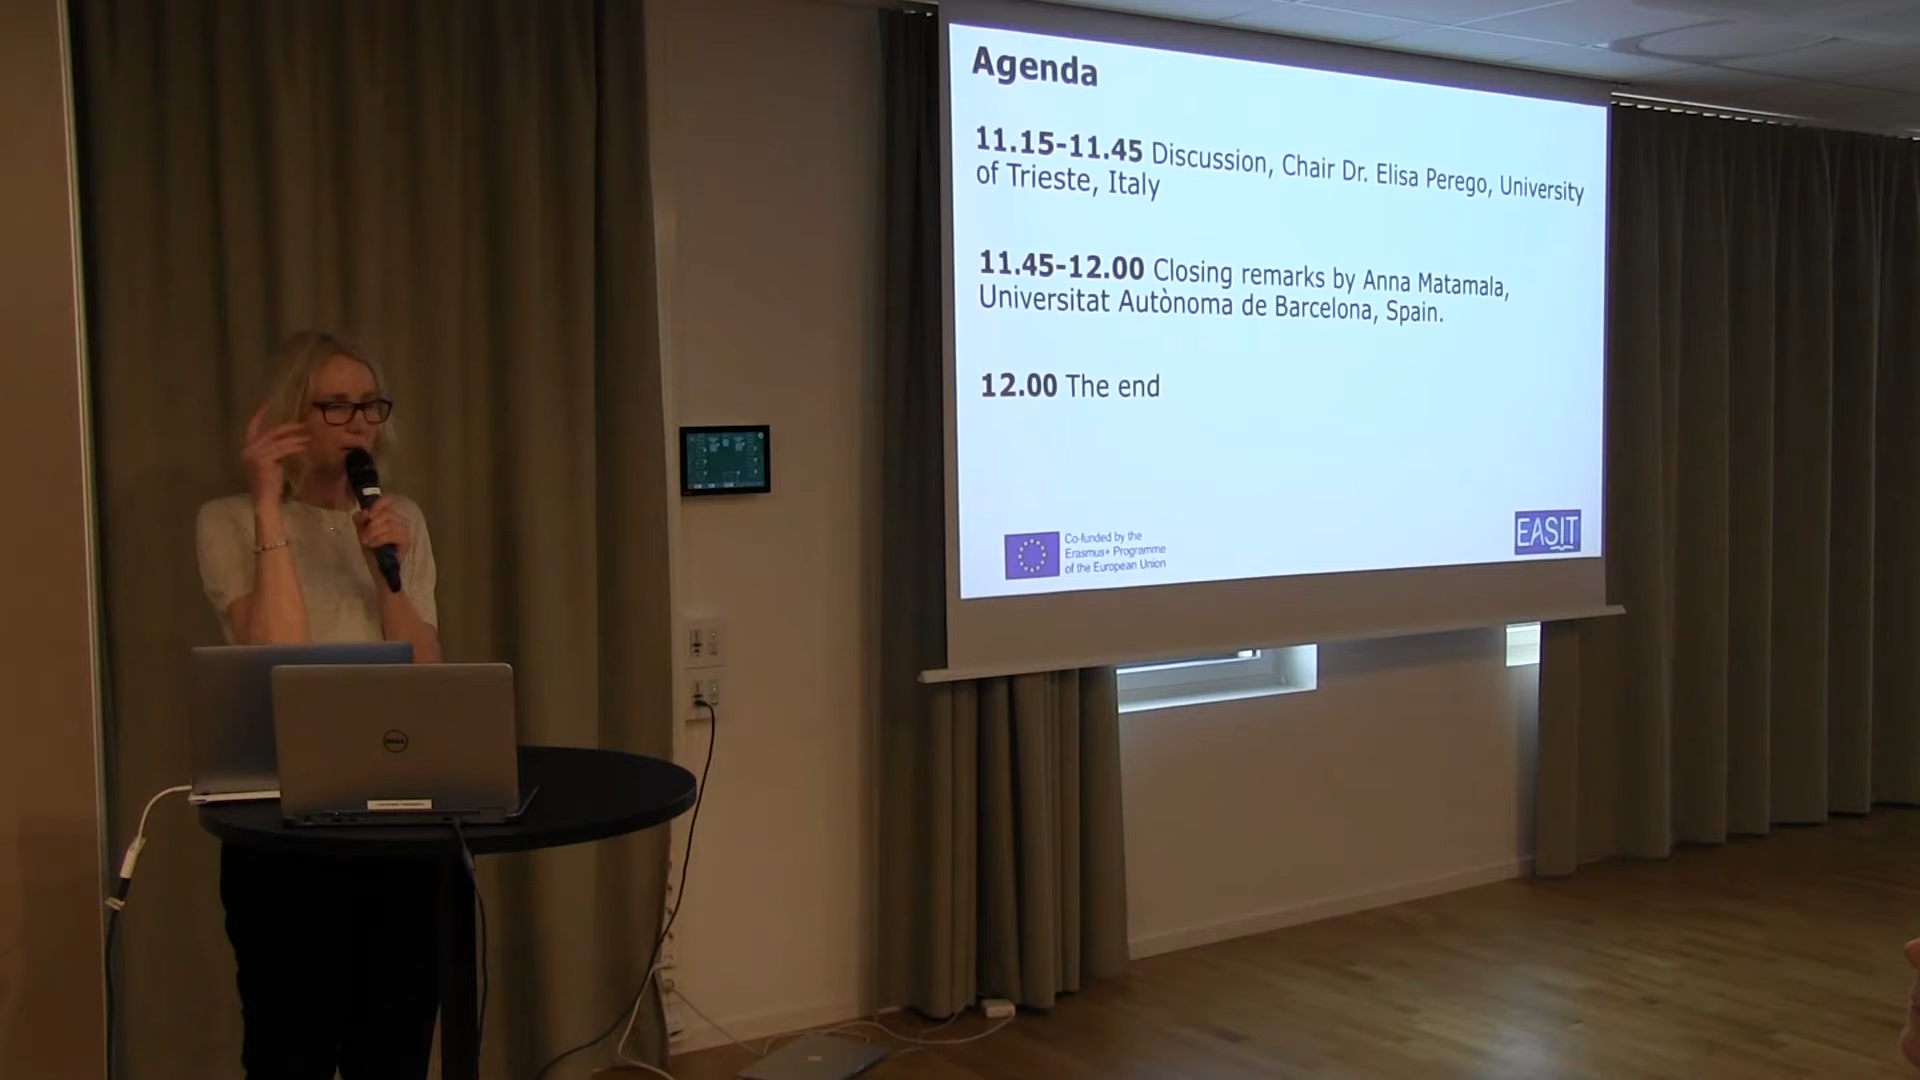 Agenda
11.15-11.45 Discussion, Chair Dr. Elisa Perego, University
of Trieste, Italy
11.45-12.00 Closing remarks by Anna Matamala,
Universitat Autònoma de Barcelona, Spain.
12.00 The end
Co-funded by the
Erasmus+ Programme
of the European Union
EASIT
DELL